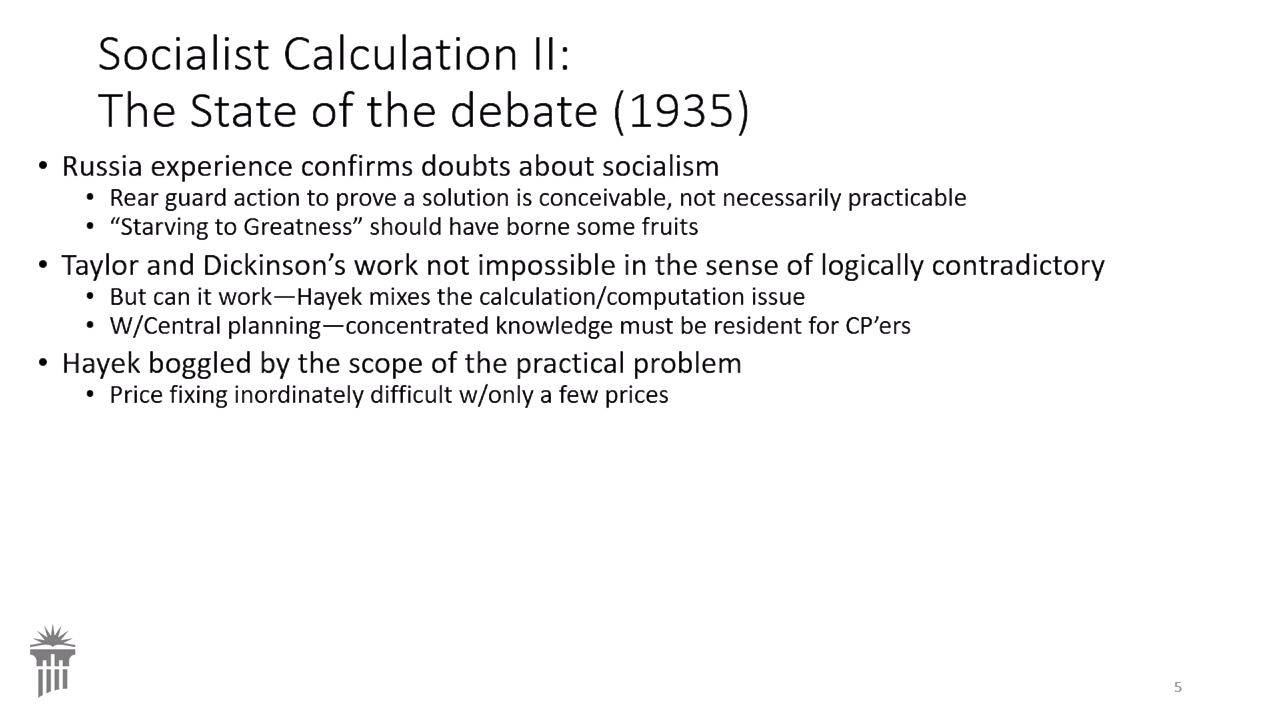 Socialist Calculation II:
The State of the debate (1935)
• Russia experience confirms doubts about socialism
• Rear guard action to prove a solution is conceivable, not necessarily practicable
• “Starving to Greatness” should have borne some fruits
• Taylor and Dickinson’s work not impossible in the sense of logically contradictory
• But can it work—Hayek mixes the calculation/computation issue
• W/Central planning—concentrated knowledge must be resident for CP’ers
• Hayek boggled by the scope of the practical problem
• Price fixing inordinately difficult w/only a few prices
5